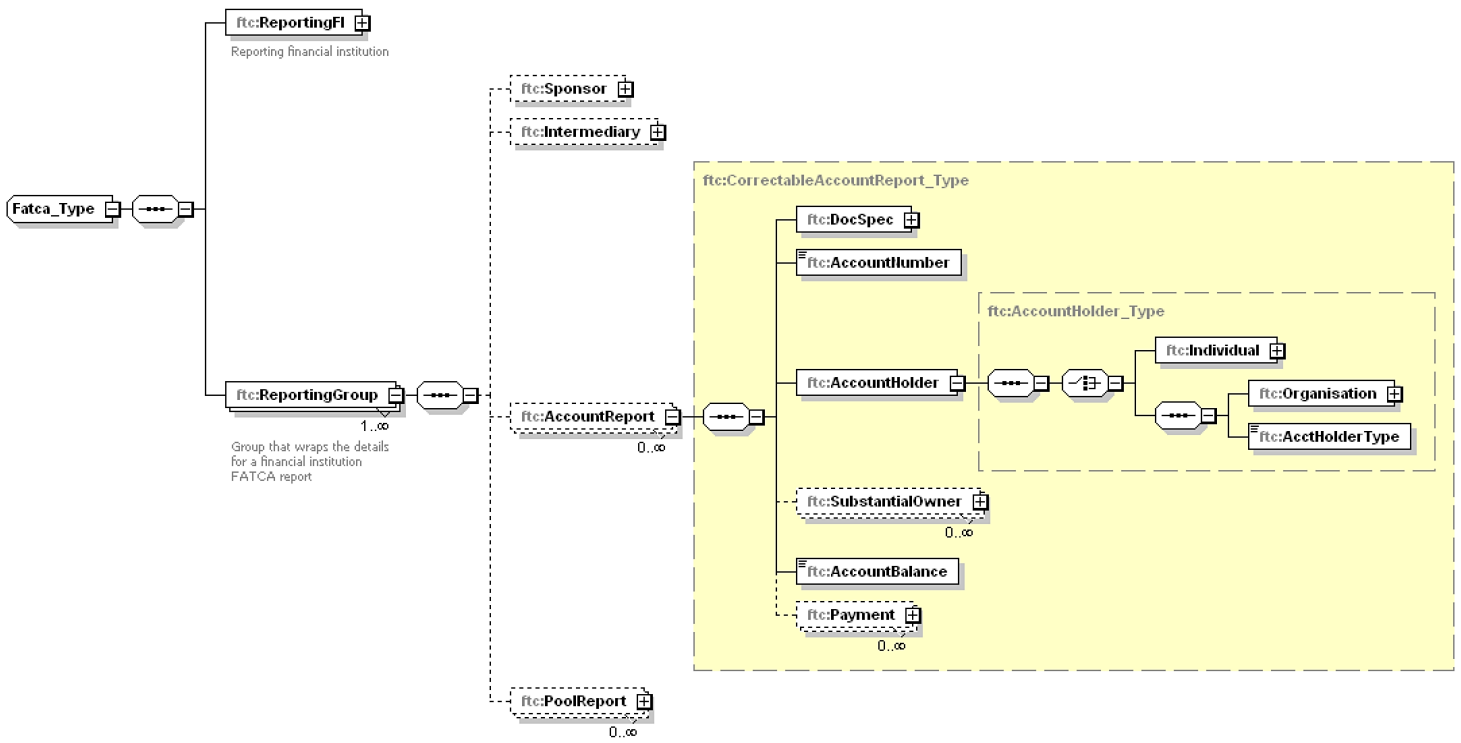 ftc:ReportingFI
Reporting financial institution
ftc:Sponsor
ftc:Intermediary
ftc:CorrectableAccountReport_Type
Fatca_Type
ftc:DocSpec
ftc:AccountNumber
ftc:AccountHolder_Type
ftc:Individual
ftc:AccountHolder
ftc:ReportingGroup
1..∞
Group that wraps the details
for a financial institution
FATCA report
ftc:AccountReport
0..∞
ftc:Organisation
ftc:AcctHolderType
ftc:SubstantialOwner
0..∞
ftc:AccountBalance
ftc:Payment
0..∞
ftc:PoolReport
0..∞